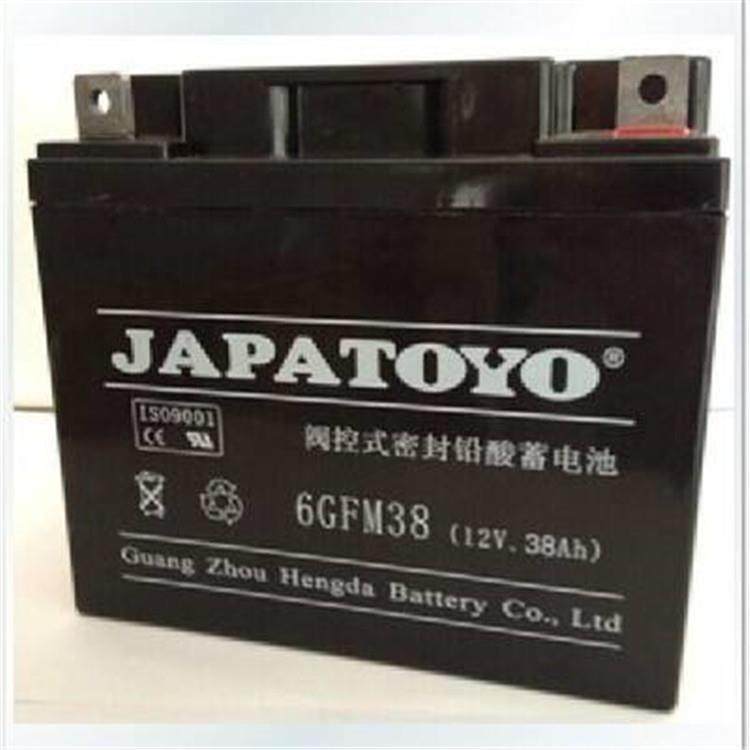 JAPATOYO®
ISO9001
CE
阀控式密封铅酸蓄电池
6GFM38 (12V.38Ah)
Guang Zhou Hengda Battery Co., Ltd